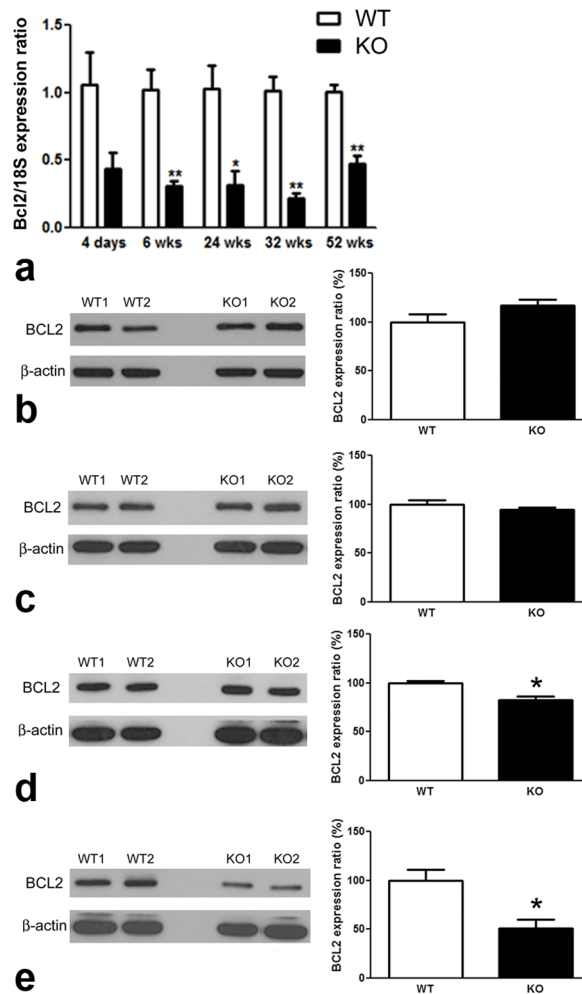 WT
KO
Bcl2/18S expression ratio
1.5
1.0
0.5
0.0
** * ** **
4 days 6 wks 24 wks 32 wks 52 wks
a
WT1 WT2 KO1 KO2
BCL2
β-actin
b
BCL2 expression ratio (%)
150
100
50
0
WT KO
WT1 WT2 KO1 KO2
BCL2
β-actin
c
BCL2 expression ratio (%)
150
100
50
0
WT KO
WT1 WT2 KO1 KO2
BCL2
β-actin
d
BCL2 expression ratio (%)
150
100
50
0
*
WT KO
WT1 WT2 KO1 KO2
BCL2
β-actin
e
BCL2 expression ratio (%)
150
100
50
0
*
WT KO